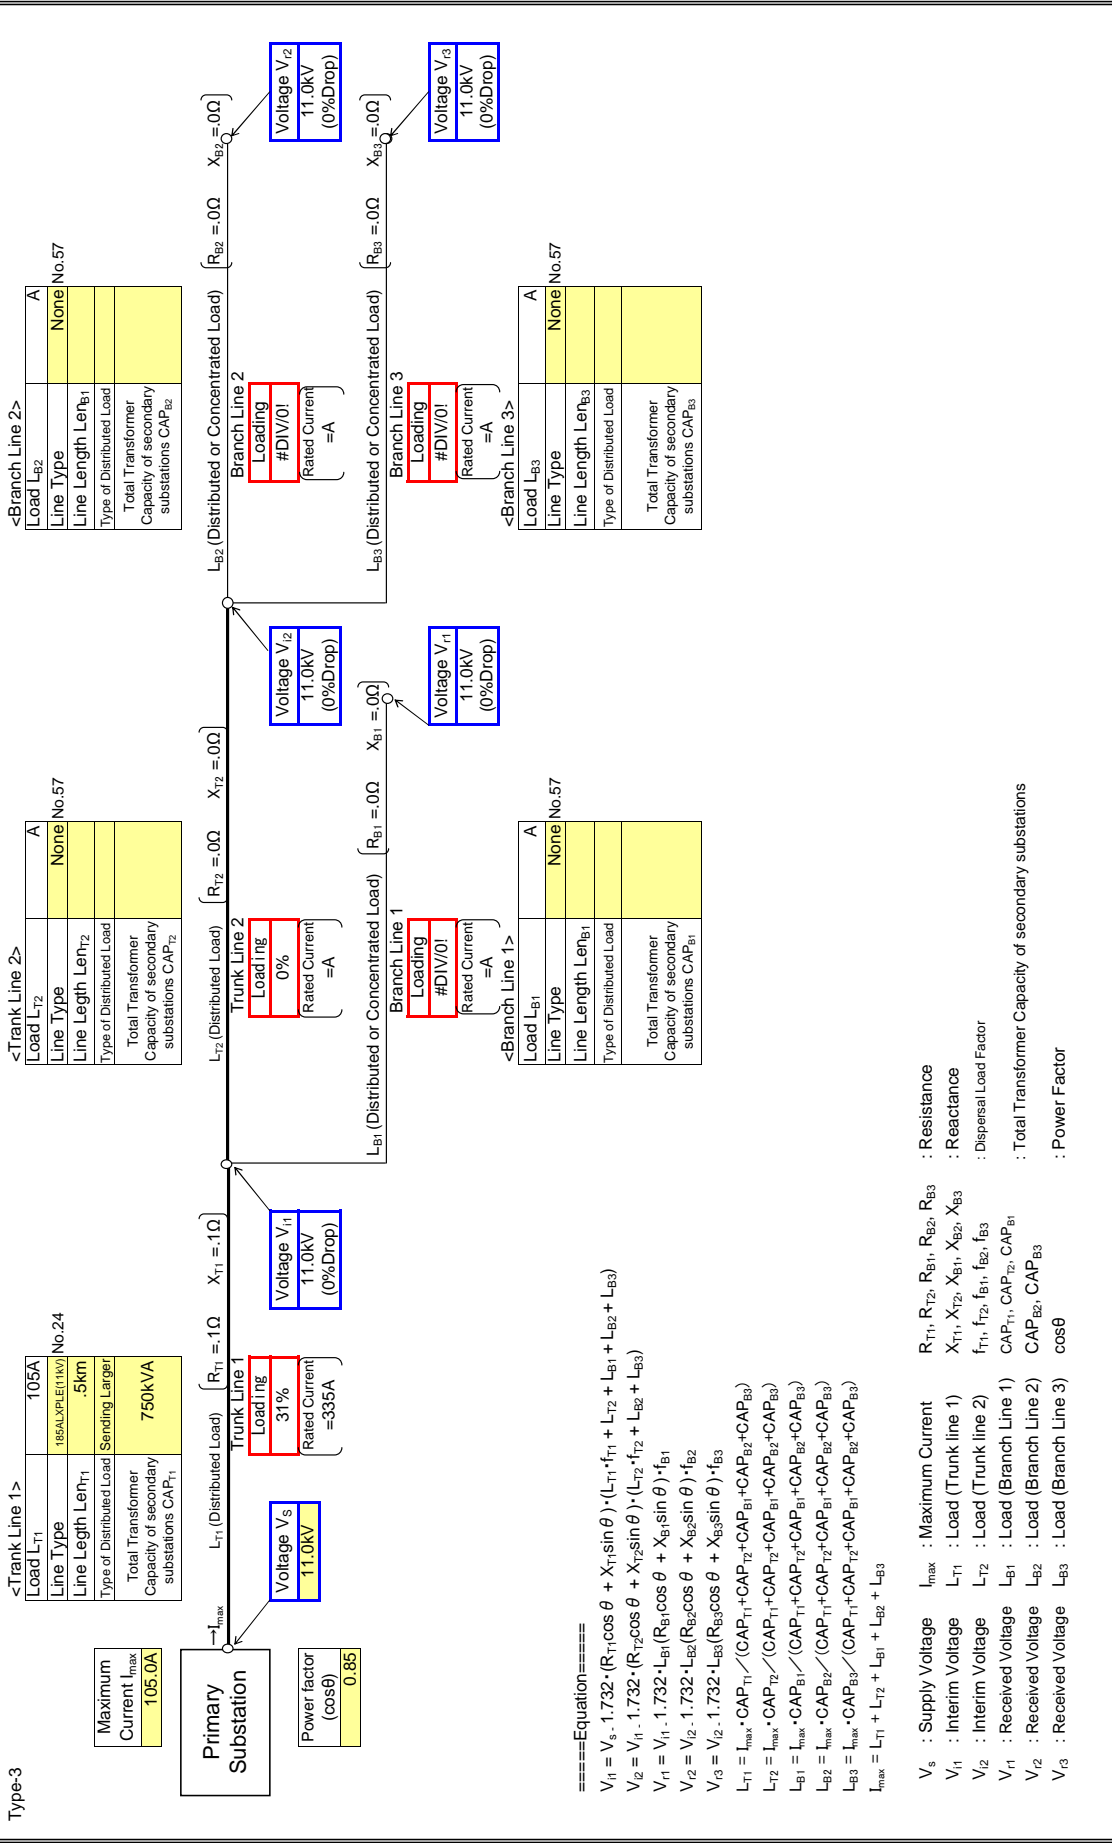 Type-3
Maximum
Current Imax
105.0A
Primary
Substation
Power factor
(cosθ)
0.85
→Imax
Voltage VS
11.0kV
<Trank Line 1>
Load LT1 105A
Line Type 185ALXPLE(11kV) No.24
Line Legth LenT1 .5km
Type of Distributed Load Sending Larger
Total Transformer
Capacity of secondary
substations CAPT1
750kVA
LT1 (Distributed Load) (RT1 =.1Ω XT1 =.1Ω)
Trunk Line 1
Loading
31%
(Rated Current
=335A)
Voltage Vi1
11.0kV
(0%Drop)
<Trank Line 2>
Load LT2 A
Line Type None No.57
Line Length LenT2
Type of Distributed Load
Total Transformer
Capacity of secondary
substations CAPT2
LT2 (Distributed Load) (RT2 =.0Ω XT2 =.0Ω)
Trunk Line 2
Loading
0%
(Rated Current
=A)
Voltage Vi2
11.0kV
(0%Drop)
LB1 (Distributed or Concentrated Load) (RB1 =.0Ω XB1 =.0Ω)
Branch Line 1
Loading
#DIV/0!
(Rated Current
=A)
Voltage Vr1
11.0kV
(0%Drop)
<Branch Line 1>
Load LB1 A
Line Type None No.57
Line Length LenB1
Type of Distributed Load
Total Transformer
Capacity of secondary
substations CAPB1
<Branch Line 2>
Load LB2 A
Line Type None No.57
Line Length LenB1
Type of Distributed Load
Total Transformer
Capacity of secondary
substations CAPB2
LB2 (Distributed or Concentrated Load) (RB2 =.0Ω XB2 =.0Ω)
Branch Line 2
Loading
#DIV/0!
(Rated Current
=A)
Voltage Vr2
11.0kV
(0%Drop)
LB3 (Distributed or Concentrated Load) (RB3 =.0Ω XB3 =.0Ω)
Branch Line 3
Loading
#DIV/0!
(Rated Current
=A)
Voltage Vr3
11.0kV
(0%Drop)
<Branch Line 3>
Load LB3 A
Line Type None No.57
Line Length LenB3
Type of Distributed Load
Total Transformer
Capacity of secondary
substations CAPB3
=====Equation=====
Vi1 = Vs - 1.732・(RT1cos θ + XT1sin θ)・(LT1・fT1 + LT2 + LB1 + LB2 + LB3)
Vi2 = Vi1 - 1.732・(RT2cos θ + XT2sin θ)・(LT2・fT2 + LB2 + LB3)
Vr1 = Vi1 - 1.732・LB1(RB1cos θ + XB1sin θ)・fB1
Vr2 = Vi2 - 1.732・LB2(RB2cos θ + XB2sin θ)・fB2
Vr3 = Vi2 - 1.732・LB3(RB3cos θ + XB3sin θ)・fB3
LT1 = Imax・CAPT1／(CAPT1+CAPT2+CAPB1+CAPB2+CAPB3)
LT2 = Imax・CAPT2／(CAPT1+CAPT2+CAPB1+CAPB2+CAPB3)
LB1 = Imax・CAPB1／(CAPT1+CAPT2+CAPB1+CAPB2+CAPB3)
LB2 = Imax・CAPB2／(CAPT1+CAPT2+CAPB1+CAPB2+CAPB3)
LB3 = Imax・CAPB3／(CAPT1+CAPT2+CAPB1+CAPB2+CAPB3)
Imax = LT1 + LT2 + LB1 + LB2 + LB3
Vs : Supply Voltage Imax : Maximum Current RT1, RT2, RB1, RB2, RB3 : Resistance
Vi1 : Interim Voltage LT1 : Load (Trunk line 1) XT1, XT2, XB1, XB2, XB3 : Reactance
Vi2 : Interim Voltage LT2 : Load (Trunk line 2) fT1, fT2, fB1, fB2, fB3 : Dispersal Load Factor
Vr1 : Received Voltage LB1 : Load (Branch Line 1) CAPT1, CAPT2, CAPB1 : Total Transformer Capacity of secondary substations
Vr2 : Received Voltage LB2 : Load (Branch Line 2) CAPB2, CAPB3
Vr3 : Received Voltage LB3 : Load (Branch Line 3) cosθ : Power Factor